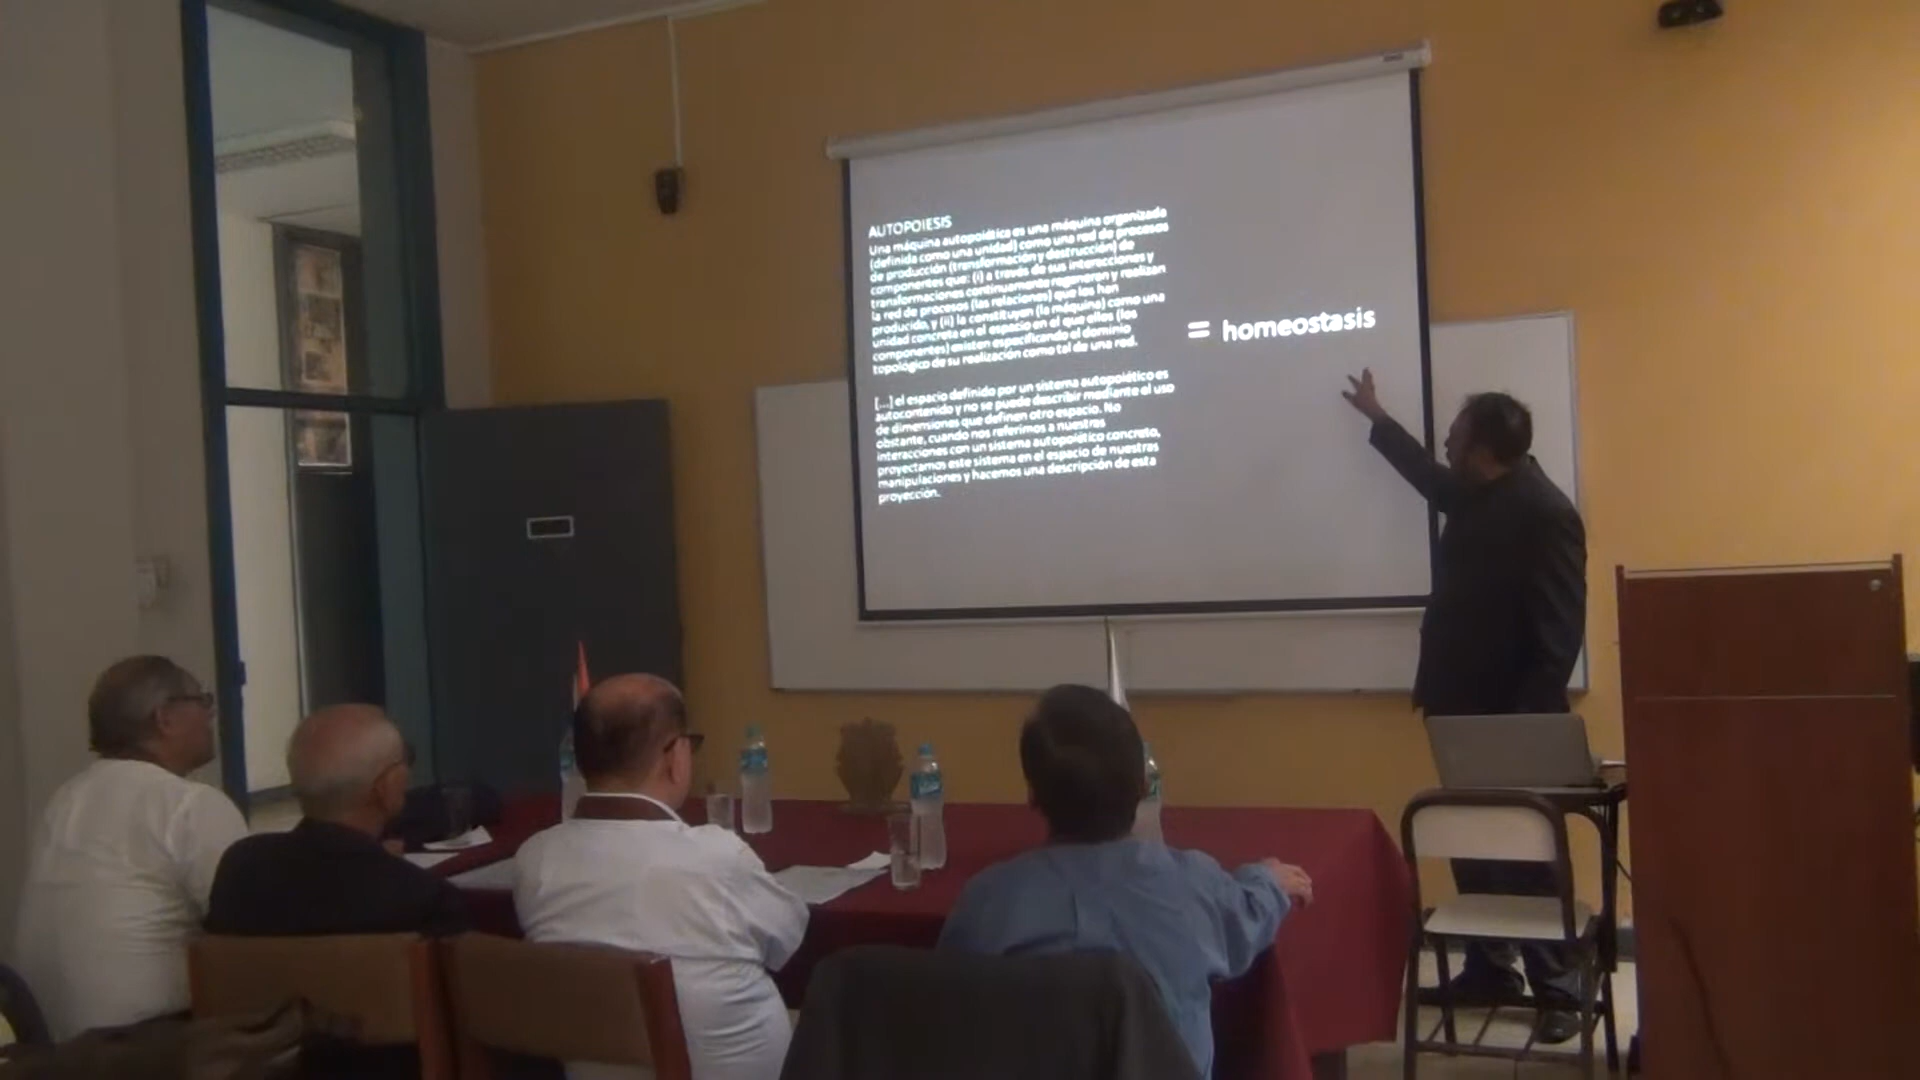 AUTOPOIESIS
Una máquina autopoiética es una máquina organizada
(definida como una unidad) como una red de procesos
de producción (transformación y destrucción) de
componentes que: (i) a través de sus interacciones y
transformaciones continuamente regeneran y realizan
la red de procesos (las relaciones) que los han
producido, y (ii) la constituyen (la máquina) como una
unidad concreta en el espacio en el que ellos (los
componentes) existen especificando el dominio
topológico de su realización como tal de una red.
[...] el espacio definido por un sistema autopoiético es
autocontenido y no se puede describir mediante el uso
de dimensiones que definen otro espacio. No
obstante, cuando nos referimos a nuestras
interacciones con un sistema autopoiético concreto,
proyectamos este sistema en el espacio de nuestras
manipulaciones y hacemos una descripción de esta
proyección.
= homeostasis